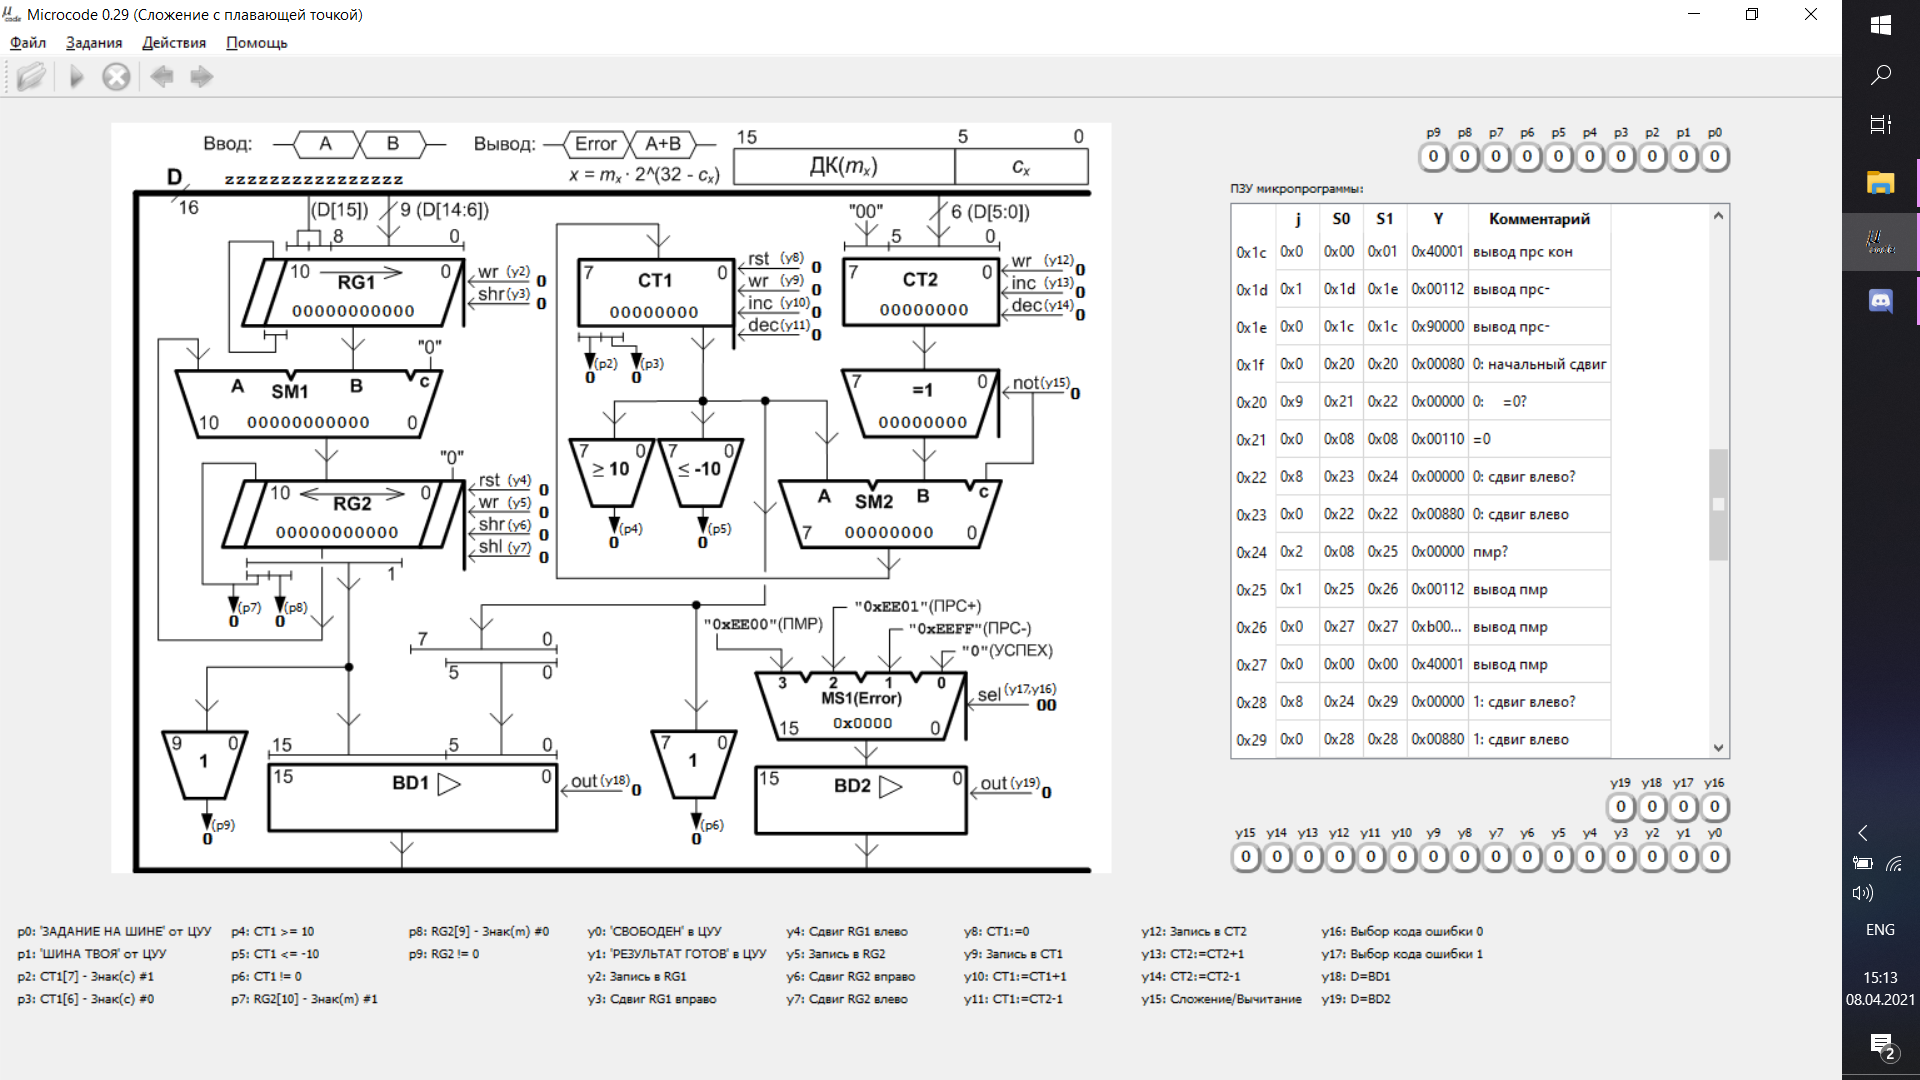 Microcode 0.29 (Сложение с плавающей точкой)
Файл Задания Действия Помощь
Ввод: A B Вывод: Error A+B
x = mx · 2^(32 - cx)
15 5 0
ДК(mx) cx
D zzzzzzzzzzzzzzzz
16
(D[15]) 9 (D[14:6])
8 0
10 0
RG1
00000000000
wr (y2) 0
shr(y3) 0
"0"
A B c
SM1
10 00000000000 0
"0"
10 0
RG2
00000000000
rst (y4) 0
wr (y5) 0
shr (y6) 0
shl (y7) 0
1
(p7) (p8)
0 0
7 0
CT1
00000000
rst (y8) 0
wr (y9) 0
inc (y10) 0
dec(y11) 0
(p2) (p3)
0 0
"00" 6 (D[5:0])
5 0
7 0
CT2
00000000
wr (y12) 0
inc (y13) 0
dec(y14) 0
7 0
=1
00000000
not(y15) 0
7 0 7 0
≥ 10 ≤ -10
(p4) (p5)
0 0
A B c
SM2
7 00000000 0
7 0
5 0
"0xEE01"(ПРС+)
"0xEE00"(ПМР)
"0xEEFF"(ПРС-)
"0"(УСПЕХ)
3 2 1 0
MS1(Error)
15 0x0000 0
sel(y17,y16)
00
9 0
1
(p9)
0
15 5 0
15 0
BD1
out(y18) 0
7 0
1
(p6)
0
15 0
BD2
out(y19) 0
p9 p8 p7 p6 p5 p4 p3 p2 p1 p0
0 0 0 0 0 0 0 0 0 0
ПЗУ микропрограммы:
j S0 S1 Y Комментарий
0x1c 0x0 0x00 0x01 0x40001 вывод прс кон
0x1d 0x1 0x1d 0x1e 0x00112 вывод прс-
0x1e 0x0 0x1c 0x1c 0x90000 вывод прс-
0x1f 0x0 0x20 0x20 0x00080 0: начальный сдвиг
0x20 0x9 0x21 0x22 0x00000 0: =0?
0x21 0x0 0x08 0x08 0x00110 =0
0x22 0x8 0x23 0x24 0x00000 0: сдвиг влево?
0x23 0x0 0x22 0x22 0x00880 0: сдвиг влево
0x24 0x2 0x08 0x25 0x00000 пмр?
0x25 0x1 0x25 0x26 0x00112 вывод пмр
0x26 0x0 0x27 0x27 0xb00... вывод пмр
0x27 0x0 0x00 0x00 0x40001 вывод пмр
0x28 0x8 0x24 0x29 0x00000 1: сдвиг влево?
0x29 0x0 0x28 0x28 0x00880 1: сдвиг влево
y19 y18 y17 y16
0 0 0 0
y15 y14 y13 y12 y11 y10 y9 y8 y7 y6 y5 y4 y3 y2 y1 y0
0 0 0 0 0 0 0 0 0 0 0 0 0 0 0 0
p0: 'ЗАДАНИЕ НА ШИНЕ' от ЦУУ p4: CT1 >= 10 p8: RG2[9] - Знак(m) #0 y0: 'СВОБОДЕН' в ЦУУ y4: Сдвиг RG1 влево y8: CT1:=0 y12: Запись в CT2 y16: Выбор кода ошибки 0
p1: 'ШИНА ТВОЯ' от ЦУУ p5: CT1 <= -10 p9: RG2 != 0 y1: 'РЕЗУЛЬТАТ ГОТОВ' в ЦУУ y5: Запись в RG2 y9: Запись в CT1 y13: CT2:=CT2+1 y17: Выбор кода ошибки 1
p2: CT1[7] - Знак(c) #1 p6: CT1 != 0 y2: Запись в RG1 y6: Сдвиг RG2 вправо y10: CT1:=CT1+1 y14: CT2:=CT2-1 y18: D=BD1
p3: CT1[6] - Знак(c) #0 p7: RG2[10] - Знак(m) #1 y3: Сдвиг RG1 вправо y7: Сдвиг RG2 влево y11: CT1:=CT2-1 y15: Сложение/Вычитание y19: D=BD2
ENG
15:13
08.04.2021
2